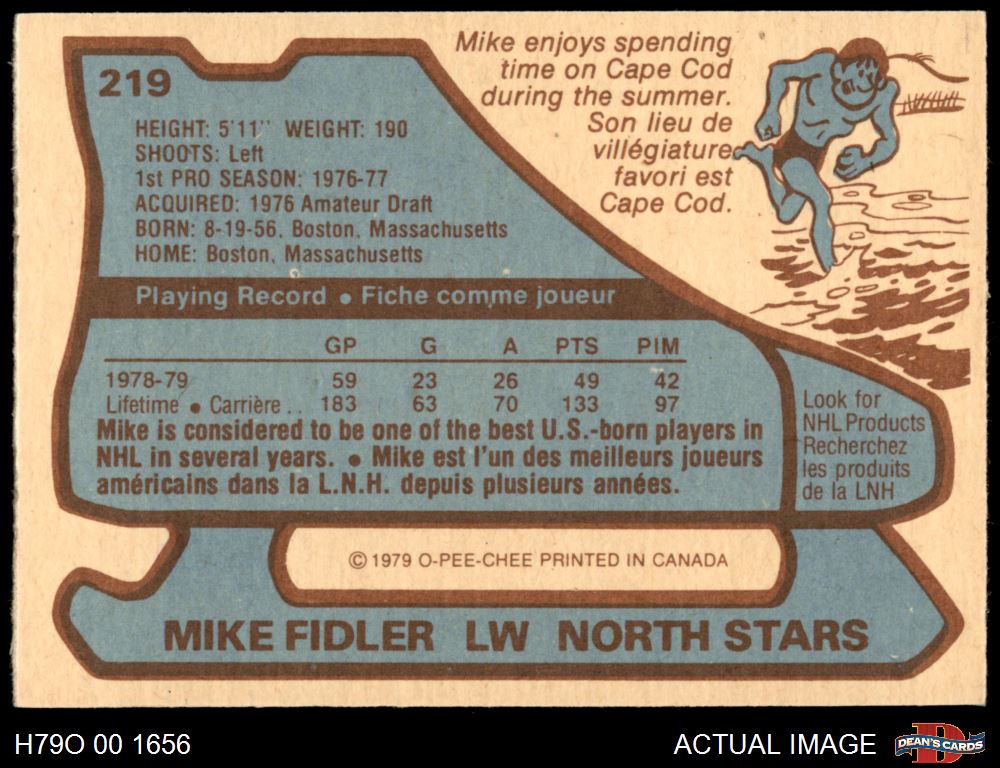 Mike enjoys spending
time on Cape Cod
during the summer.
Son lieu de
villégiature
favori est
Cape Cod.
219
HEIGHT: 5'11" WEIGHT: 190
SHOOTS: Left
1st PRO SEASON: 1976-77
ACQUIRED: 1976 Amateur Draft
BORN: 8-19-56, Boston, Massachusetts
HOME: Boston, Massachusetts
Playing Record • Fiche comme joueur
GP G A PTS PIM
1978-79 59 23 26 49 42
Lifetime • Carrière .. 183 63 70 133 97
Mike is considered to be one of the best U.S.-born players in
NHL in several years. • Mike est l'un des meilleurs joueurs
américains dans la L.N.H. depuis plusieurs années.
Look for
NHL Products
Recherchez
les produits
de la LNH
© 1979 O-PEE-CHEE PRINTED IN CANADA
MIKE FIDLER LW NORTH STARS
H79O 00 1656
ACTUAL IMAGE
D
DEAN'S CARDS